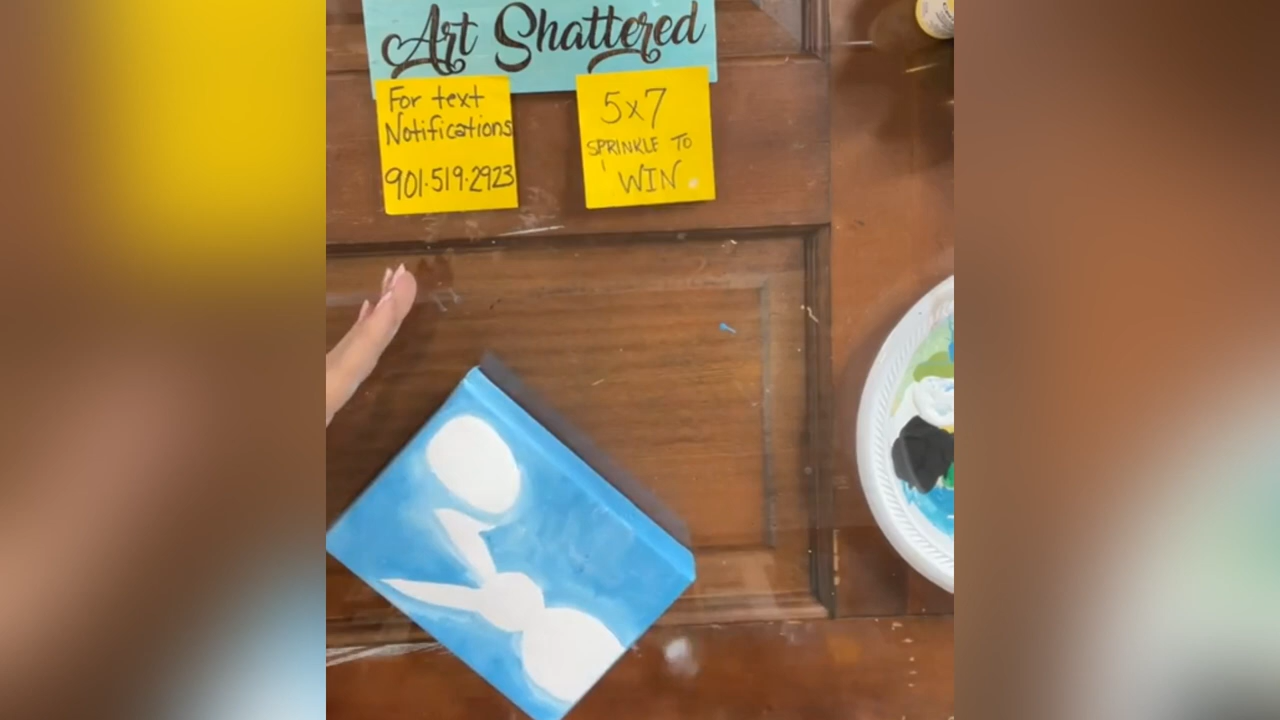 Art Shattered
For text
Notifications
901.519.2923
5x7
SPRINKLE TO
WIN